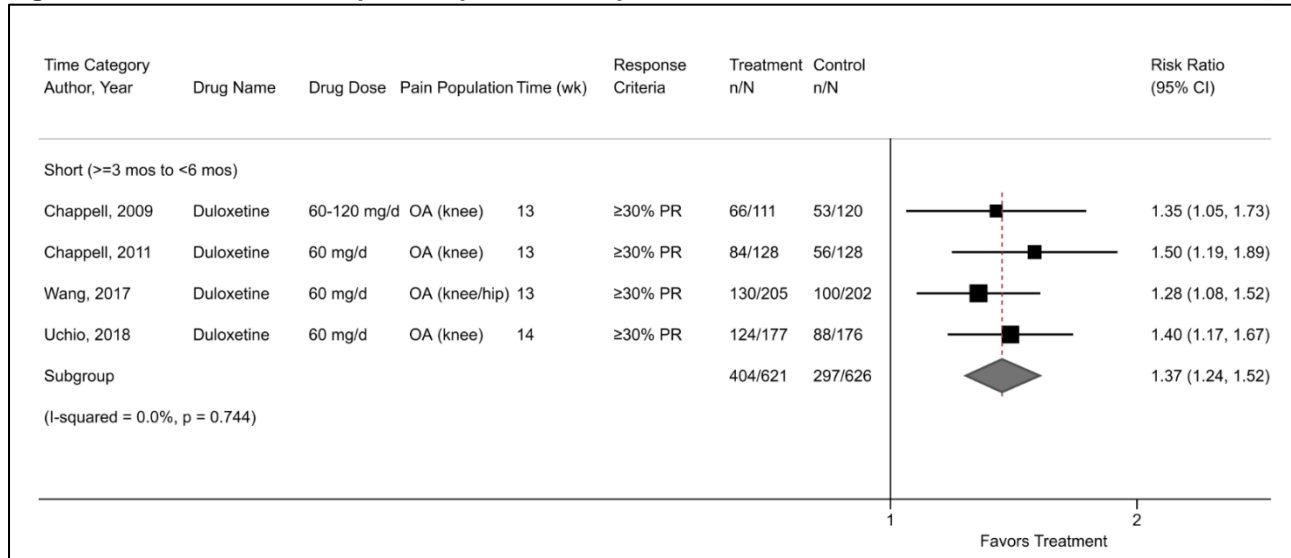 Time Category
Author, Year Drug Name Drug Dose Pain Population Time (wk) Response Criteria Treatment n/N Control n/N Risk Ratio (95% CI)
Short (>=3 mos to <6 mos)
Chappell, 2009 Duloxetine 60-120 mg/d OA (knee) 13 ≥30% PR 66/111 53/120 1.35 (1.05, 1.73)
Chappell, 2011 Duloxetine 60 mg/d OA (knee) 13 ≥30% PR 84/128 56/128 1.50 (1.19, 1.89)
Wang, 2017 Duloxetine 60 mg/d OA (knee/hip) 13 ≥30% PR 130/205 100/202 1.28 (1.08, 1.52)
Uchio, 2018 Duloxetine 60 mg/d OA (knee) 14 ≥30% PR 124/177 88/176 1.40 (1.17, 1.67)
Subgroup 404/621 297/626 1.37 (1.24, 1.52)
(I-squared = 0.0%, p = 0.744)
1 2
Favors Treatment